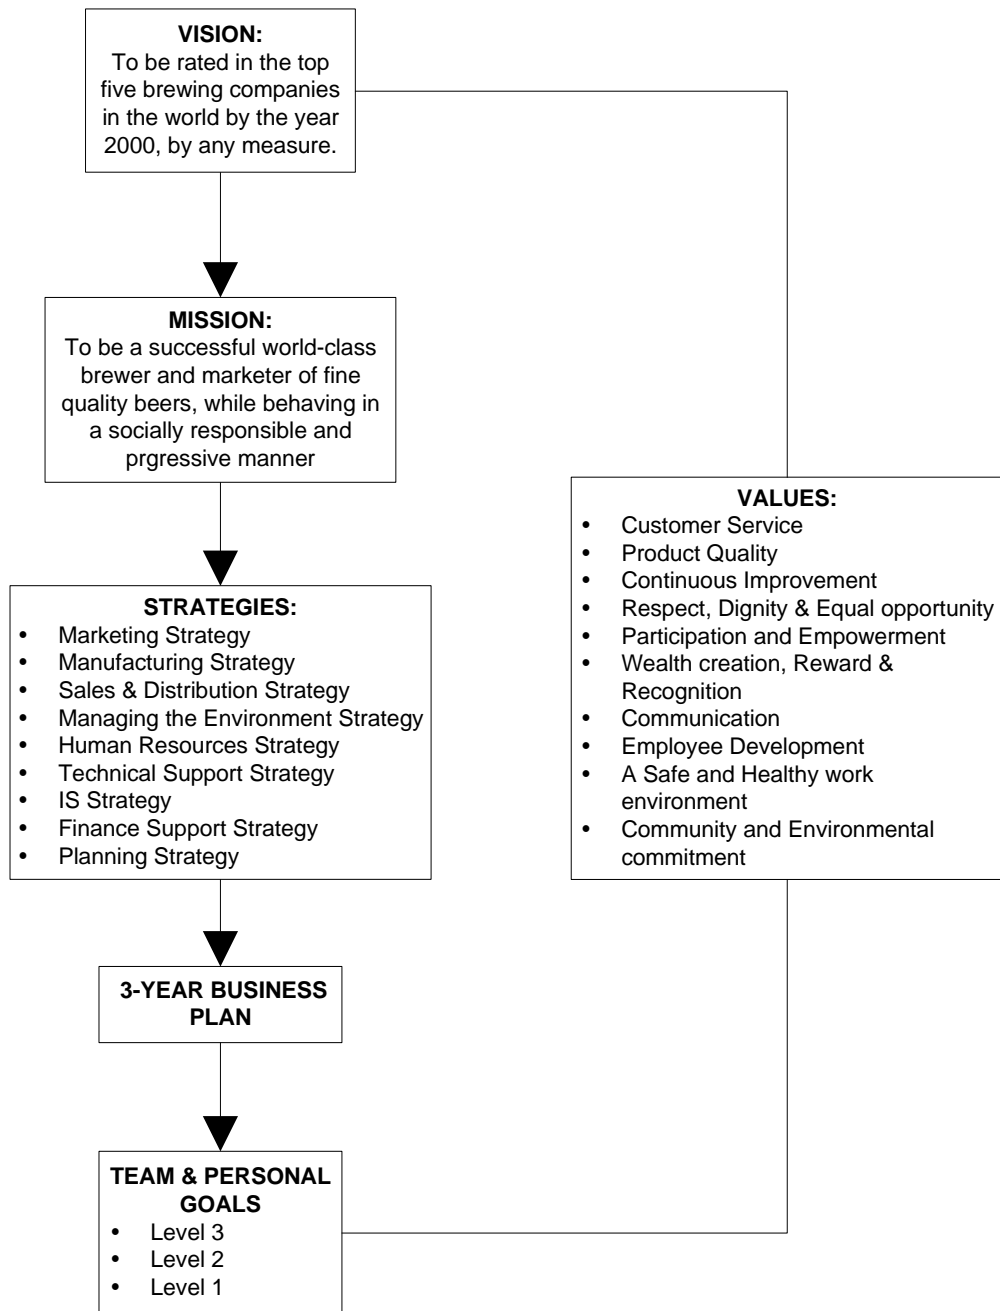 VISION:
To be rated in the top
five brewing companies
in the world by the year
2000, by any measure.
MISSION:
To be a successful world-class
brewer and marketer of fine
quality beers, while behaving in
a socially responsible and
prgressive manner
STRATEGIES:
• Marketing Strategy
• Manufacturing Strategy
• Sales & Distribution Strategy
• Managing the Environment Strategy
• Human Resources Strategy
• Technical Support Strategy
• IS Strategy
• Finance Support Strategy
• Planning Strategy
3-YEAR BUSINESS
PLAN
TEAM & PERSONAL
GOALS
• Level 3
• Level 2
• Level 1
VALUES:
• Customer Service
• Product Quality
• Continuous Improvement
• Respect, Dignity & Equal opportunity
• Participation and Empowerment
• Wealth creation, Reward &
Recognition
• Communication
• Employee Development
• A Safe and Healthy work
environment
• Community and Environmental
commitment